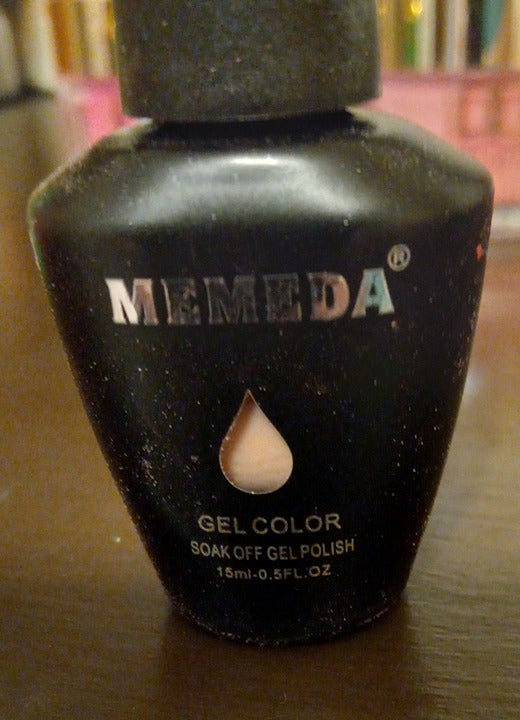 MEMEDA®
GEL COLOR
SOAK OFF GEL POLISH
15ml-0.5FL.OZ